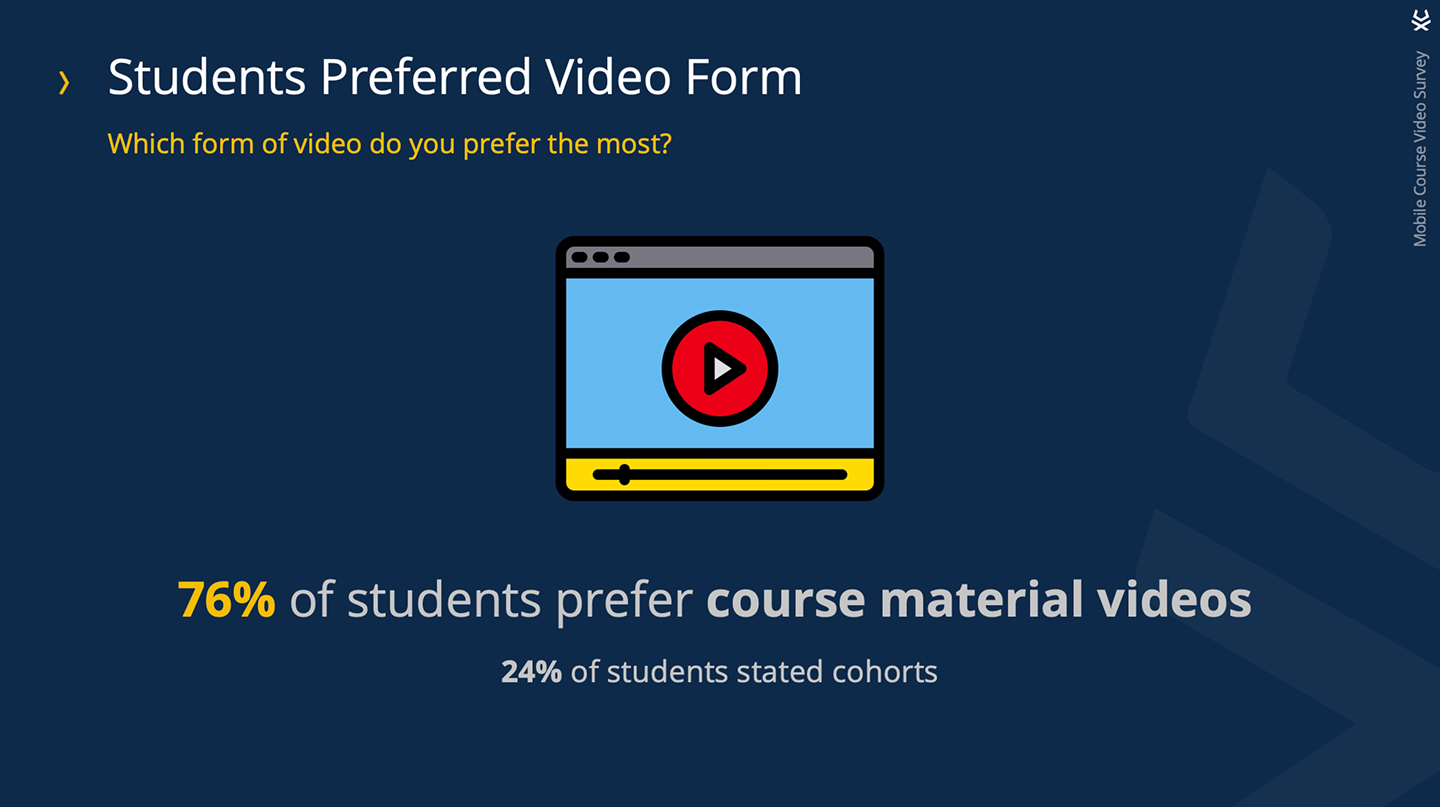 Students Preferred Video Form
Which form of video do you prefer the most?
76% of students prefer course material videos
24% of students stated cohorts
Mobile Course Video Survey